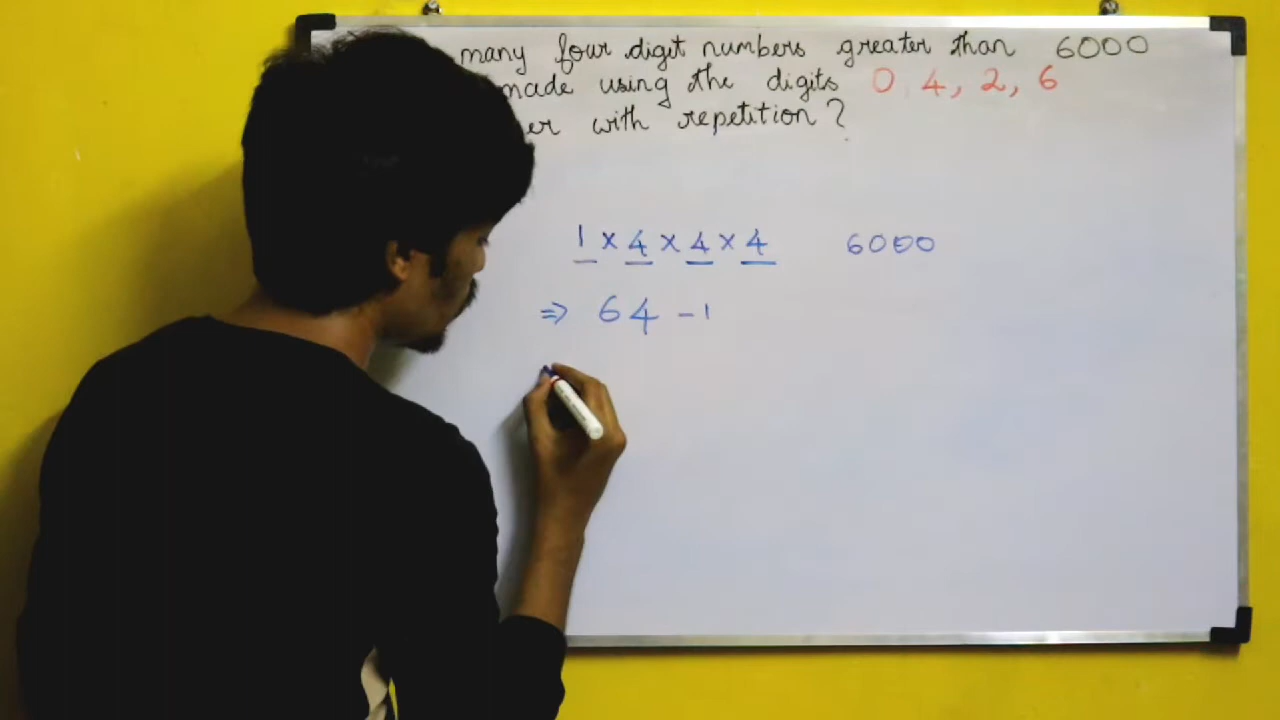 many four digit numbers greater than 6000
made using the digits 0 4, 2, 6
er with repetition?
1 × 4 × 4 × 4 6000
⇒ 64 - 1